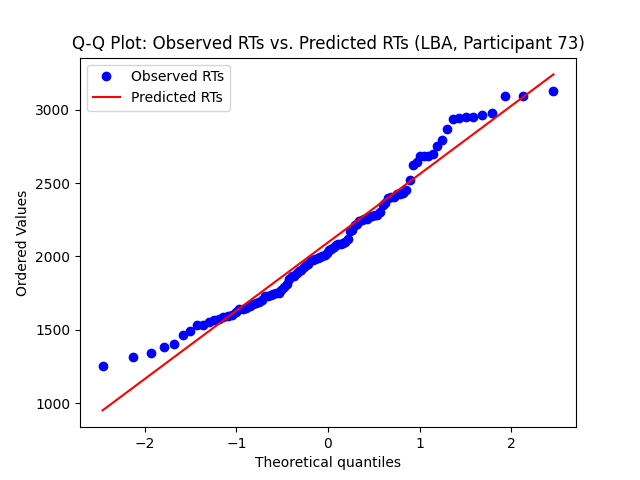 Q-Q Plot: Observed RTs vs. Predicted RTs (LBA, Participant 73)
Observed RTs
Predicted RTs
Ordered Values
3000
2500
2000
1500
1000
−2
−1
0
1
2
Theoretical quantiles